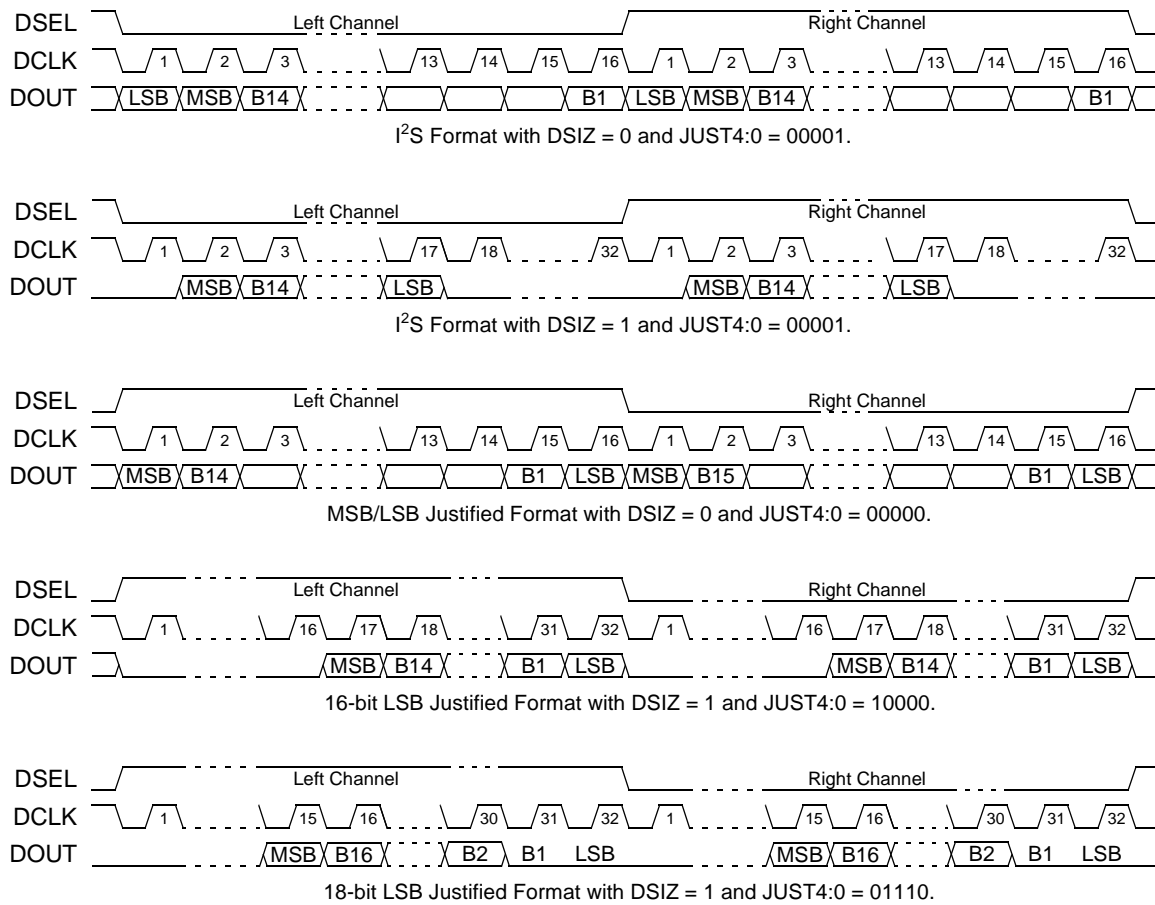 DSEL Left Channel Right Channel
DCLK 1 2 3 13 14 15 16 1 2 3 13 14 15 16
DOUT LSB MSB B14 B1 LSB MSB B14 B1
I2S Format with DSIZ = 0 and JUST4:0 = 00001.
DSEL Left Channel Right Channel
DCLK 1 2 3 17 18 32 1 2 3 17 18 32
DOUT MSB B14 LSB MSB B14 LSB
I2S Format with DSIZ = 1 and JUST4:0 = 00001.
DSEL Left Channel Right Channel
DCLK 1 2 3 13 14 15 16 1 2 3 13 14 15 16
DOUT MSB B14 B1 LSB MSB B15 B1 LSB
MSB/LSB Justified Format with DSIZ = 0 and JUST4:0 = 00000.
DSEL Left Channel Right Channel
DCLK 1 16 17 18 31 32 1 16 17 18 31 32
DOUT MSB B14 B1 LSB MSB B14 B1 LSB
16-bit LSB Justified Format with DSIZ = 1 and JUST4:0 = 10000.
DSEL Left Channel Right Channel
DCLK 1 15 16 30 31 32 1 15 16 30 31 32
DOUT MSB B16 B2 B1 LSB MSB B16 B2 B1 LSB
18-bit LSB Justified Format with DSIZ = 1 and JUST4:0 = 01110.